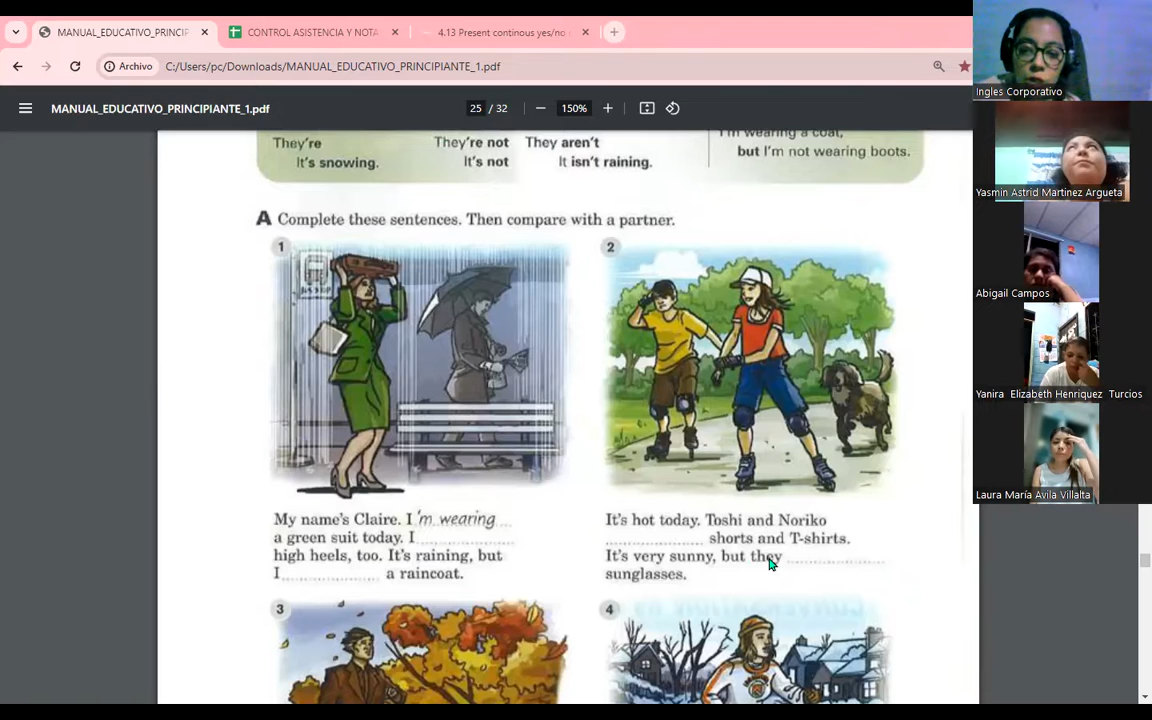 MANUAL_EDUCATIVO_PRINCIP
CONTROL ASISTENCIA Y NOTA
4.13 Present continous yes/no
Archivo
C:/Users/pc/Downloads/MANUAL_EDUCATIVO_PRINCIPIANTE_1.pdf
MANUAL_EDUCATIVO_PRINCIPIANTE_1.pdf
25 / 32
150%
Ingles Corporativo
Yasmin Astrid Martinez Argueta
Abigail Campos
Yanira Elizabeth Henriquez Turcios
Laura María Avila Villalta
They're They're not They aren't I'm wearing a coat,
It's snowing. It's not It isn't raining. but I'm not wearing boots.
A Complete these sentences. Then compare with a partner.
1
2
My name's Claire. I 'm wearing
a green suit today. I
high heels, too. It's raining, but
I a raincoat.
It's hot today. Toshi and Noriko
shorts and T-shirts.
It's very sunny, but they
sunglasses.
3
4